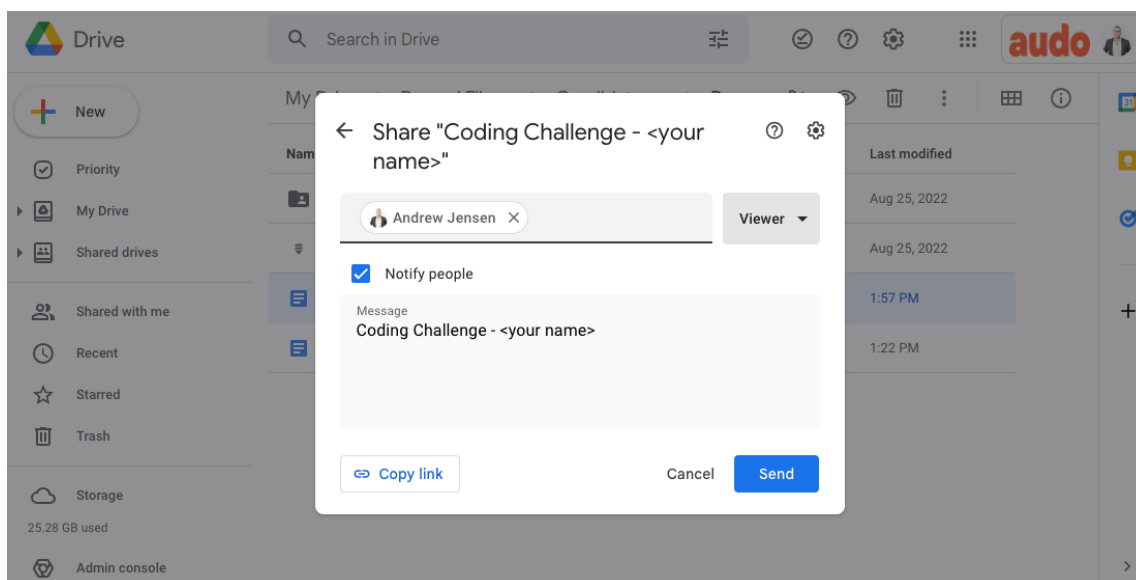 Drive
Search in Drive
audo
New
My
Name
Last modified
Priority
My Drive
Shared drives
Shared with me
Recent
Starred
Trash
Storage
25.28 GB used
Admin console
Aug 25, 2022
Aug 25, 2022
1:57 PM
1:22 PM
31
Share "Coding Challenge - <your
name>"
Andrew Jensen
Viewer
Notify people
Message
Coding Challenge - <your name>
Copy link
Cancel
Send